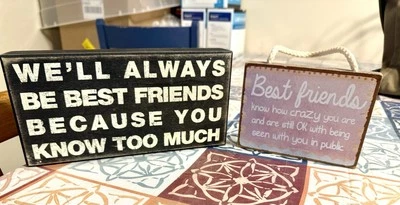 WE'LL ALWAYS
BE BEST FRIENDS
BECAUSE YOU
KNOW TOO MUCH
Best friends
know how crazy you are
and are still OK with being
seen with you in public